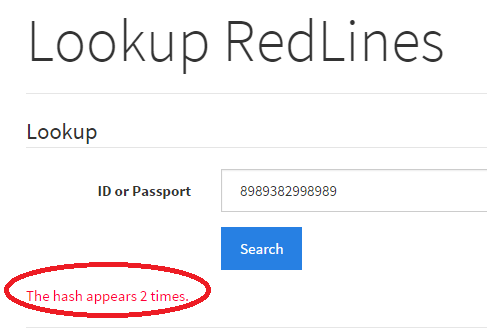 Lookup RedLines
Lookup
ID or Passport
8989382998989
Search
The hash appears 2 times.